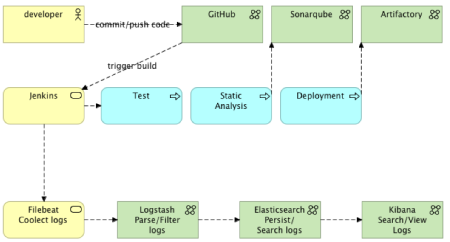 developer
commit/push code
GitHub
Sonarqube
Artifactory
trigger build
Jenkins
Test
Static
Analysis
Deployment
Filebeat
Coolect logs
Logstash
Parse/Filter
logs
Elasticsearch
Persist/
Search logs
Kibana
Search/View
Logs